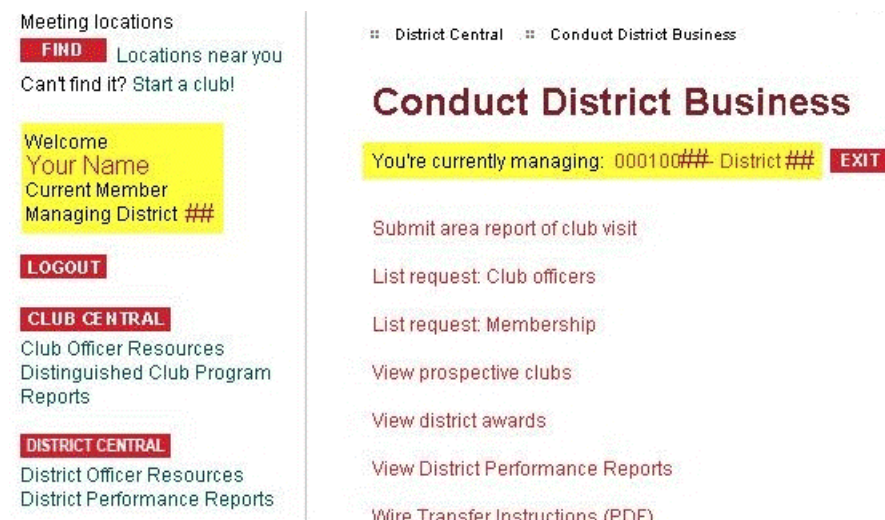 Meeting locations
FIND Locations near you
Can't find it? Start a club!
Welcome
Your Name
Current Member
Managing District ##
LOGOUT
CLUB CENTRAL
Club Officer Resources
Distinguished Club Program
Reports
DISTRICT CENTRAL
District Officer Resources
District Performance Reports
District Central Conduct District Business
Conduct District Business
You're currently managing: 000100##- District ## EXIT
Submit area report of club visit
List request: Club officers
List request: Membership
View prospective clubs
View district awards
View District Performance Reports
Wire Transfer Instructions (PDF)